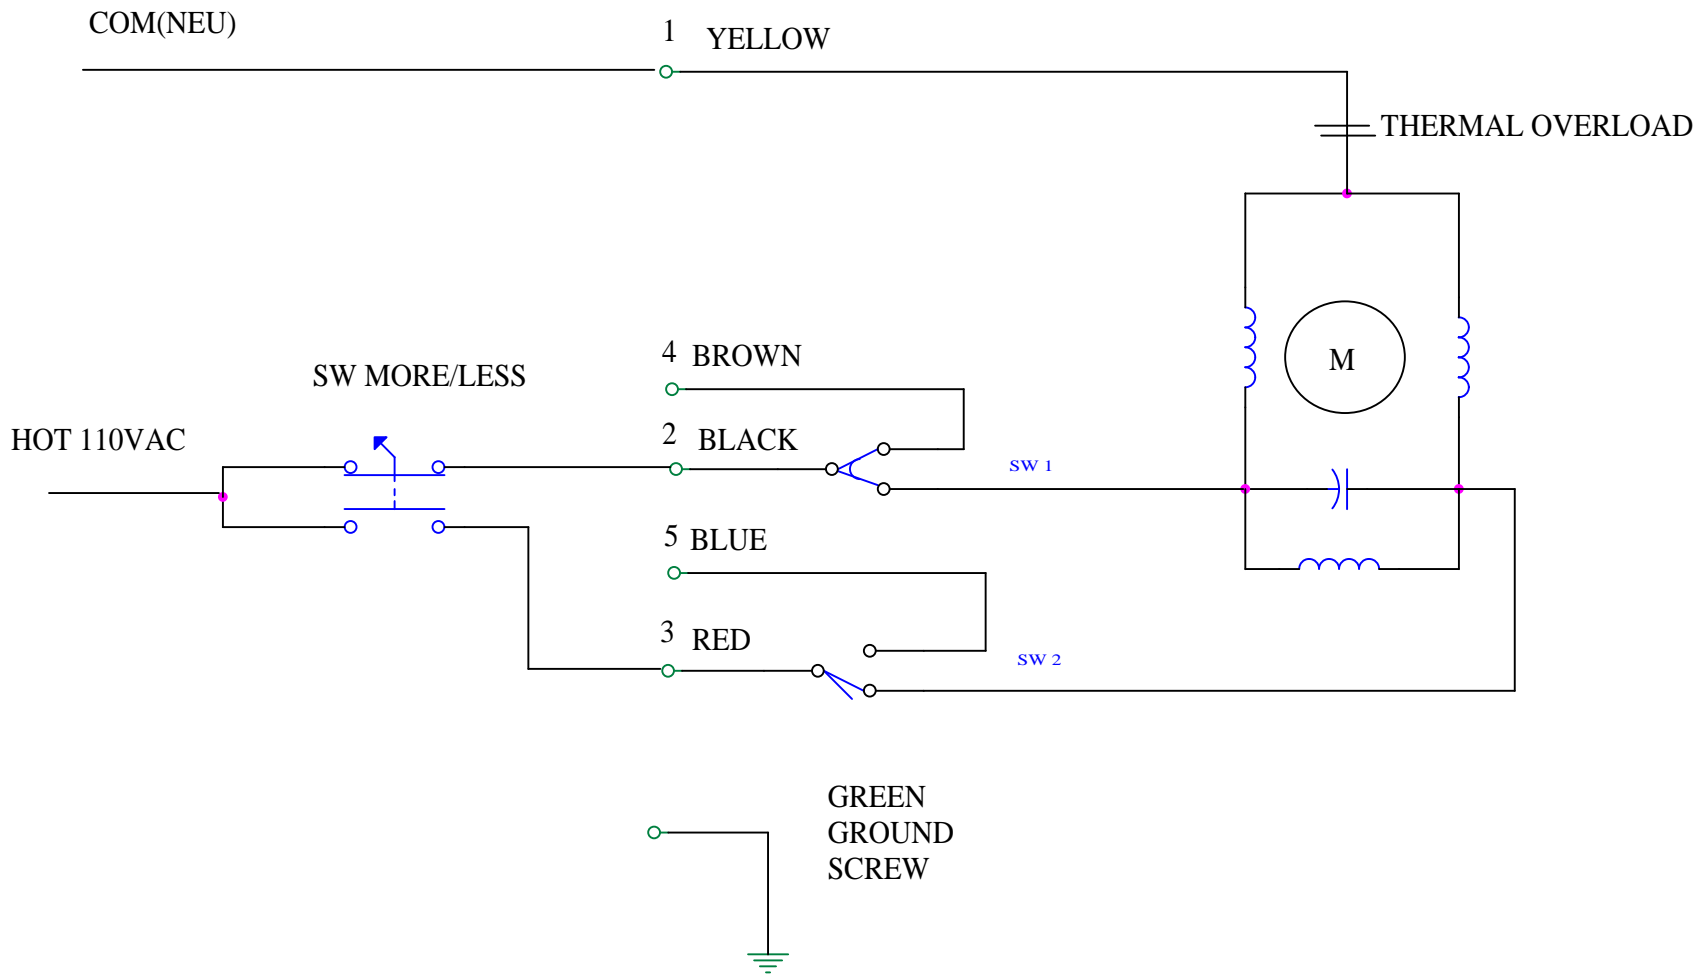 COM(NEU)
1 YELLOW
THERMAL OVERLOAD
4 BROWN
M
SW MORE/LESS
HOT 110VAC
2 BLACK
SW 1
5 BLUE
3 RED
SW 2
GREEN
GROUND
SCREW